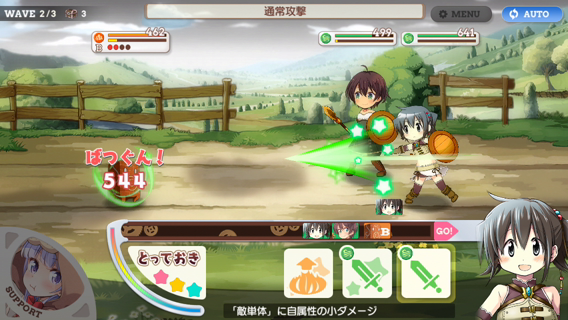 WAVE 2/3 3
通常攻撃
MENU
AUTO
462
B
499
641
ばつぐん！
544
B
GO!
とっておき
SUPPORT
「敵単体」に自属性の小ダメージ